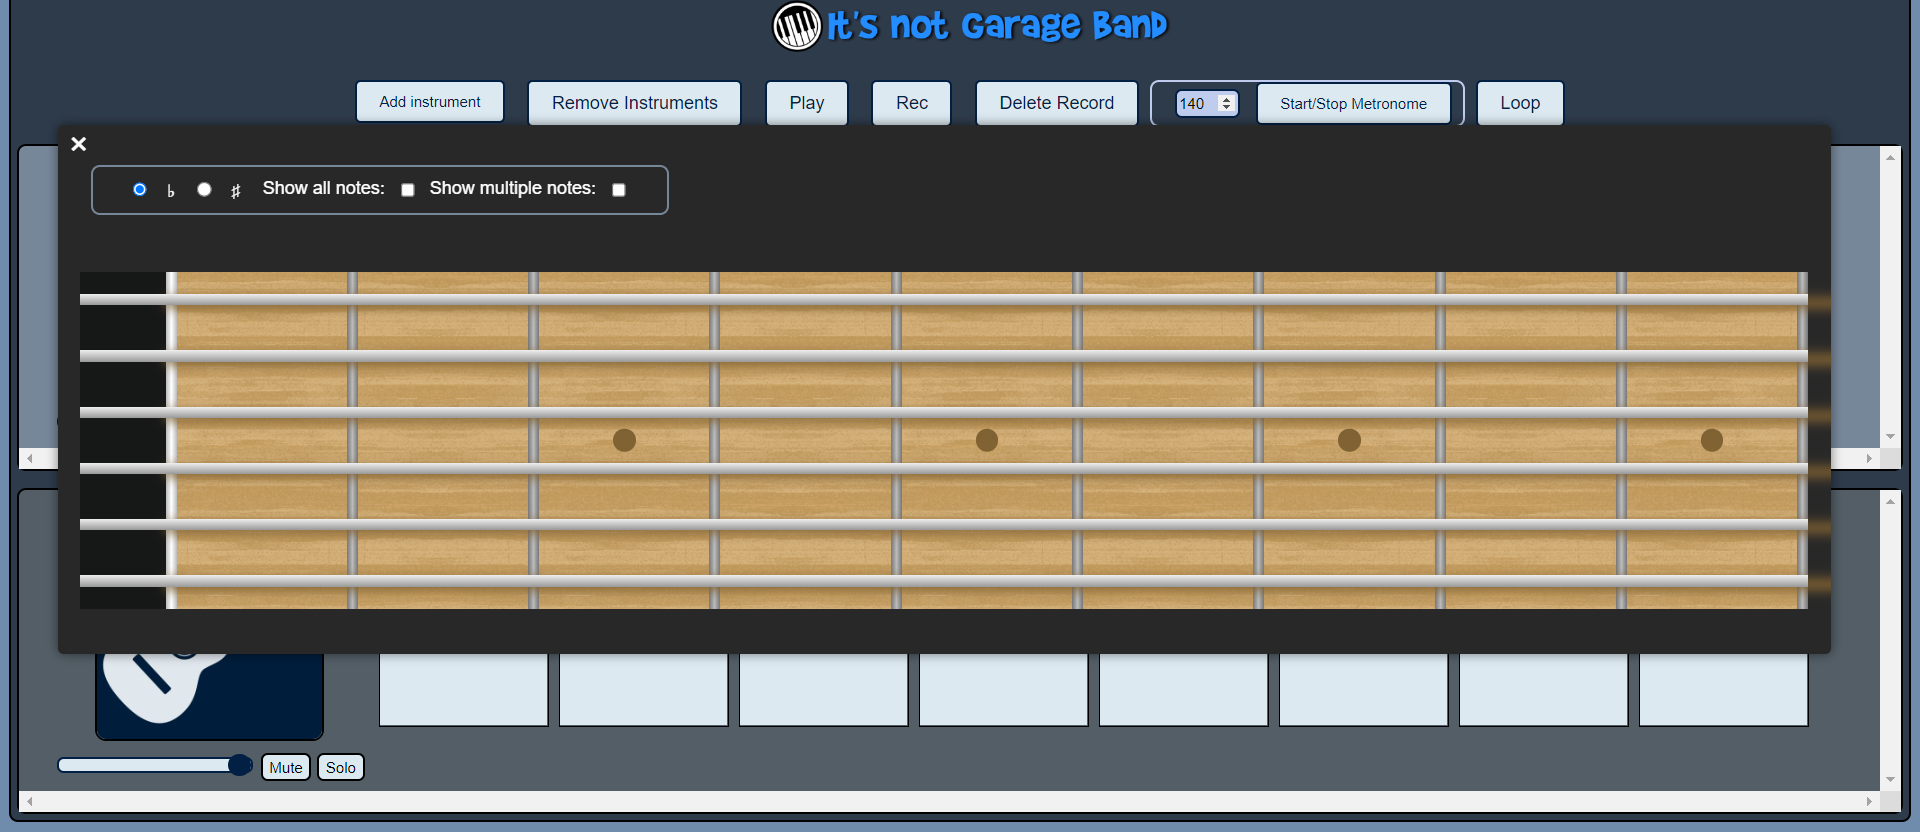 It's not Garage Band
Add instrument Remove Instruments Play Rec Delete Record 140 Start/Stop Metronome Loop
×
♭ ♯ Show all notes: Show multiple notes:
Mute Solo